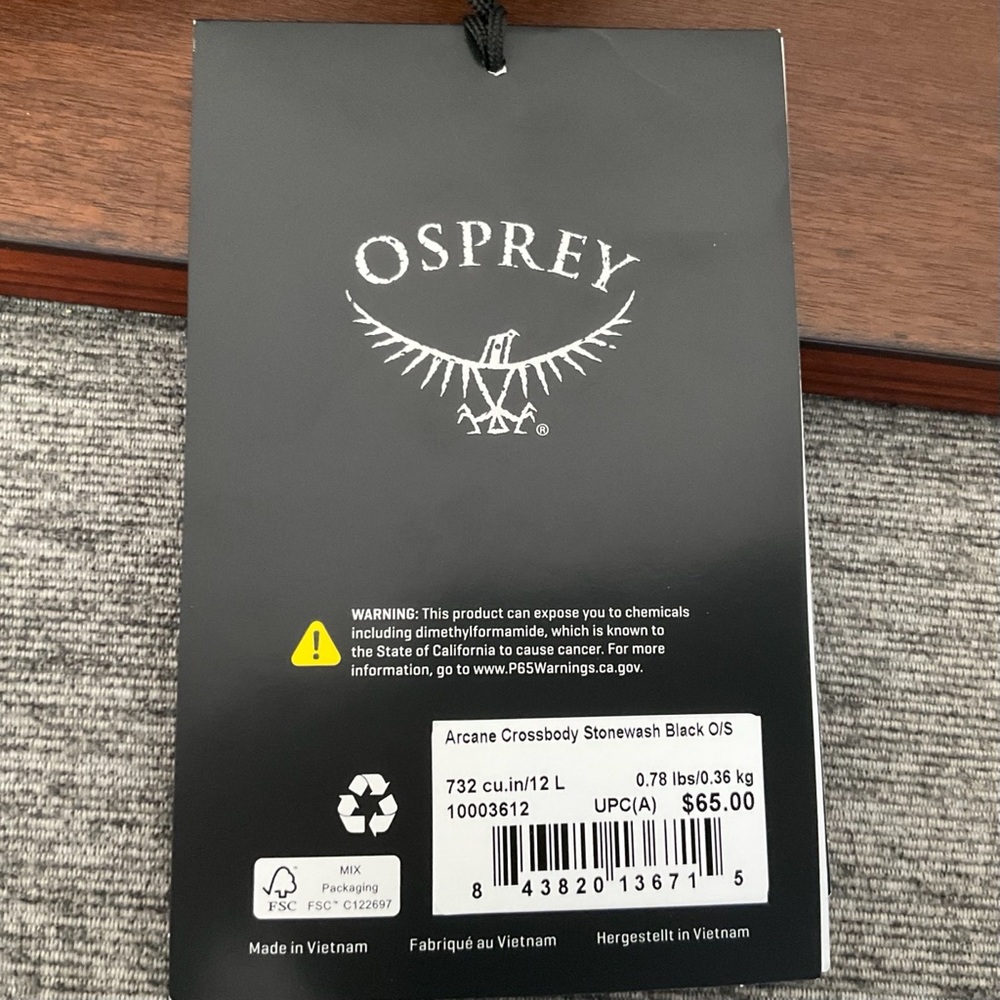 OSPREY
®
WARNING: This product can expose you to chemicals
including dimethylformamide, which is known to
the State of California to cause cancer. For more
information, go to www.P65Warnings.ca.gov.
Arcane Crossbody Stonewash Black O/S
732 cu.in/12 L 0.78 lbs/0.36 kg
10003612 UPC(A) $65.00
8 43820 13671 5
MIX
Packaging
FSC FSC™ C122697
Made in Vietnam Fabriqué au Vietnam Hergestellt in Vietnam